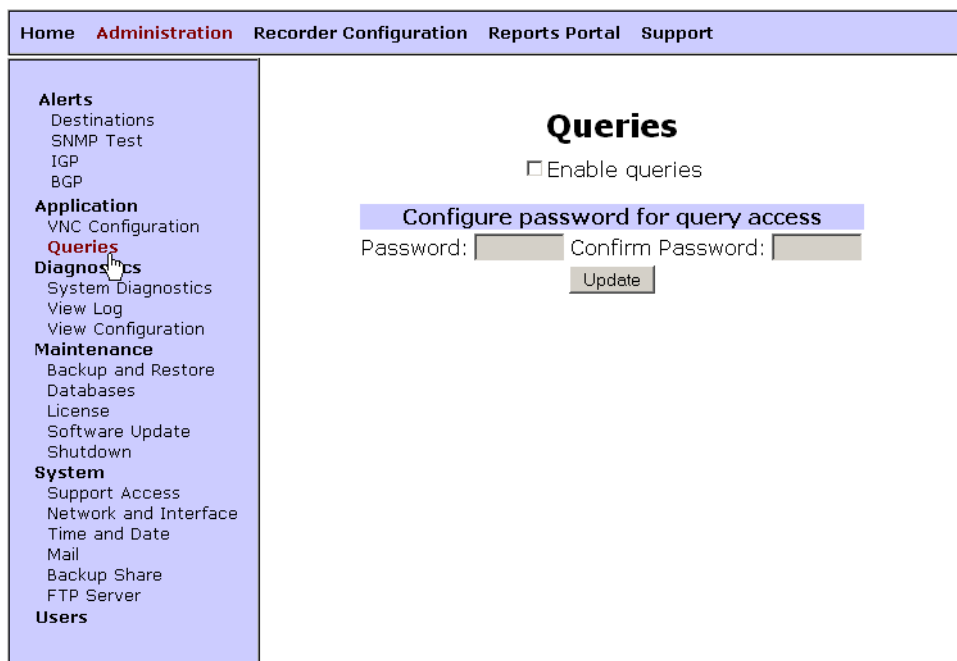 Home Administration Recorder Configuration Reports Portal Support
Alerts
Destinations
SNMP Test
IGP
BGP
Application
VNC Configuration
Queries
Diagnostics
System Diagnostics
View Log
View Configuration
Maintenance
Backup and Restore
Databases
License
Software Update
Shutdown
System
Support Access
Network and Interface
Time and Date
Mail
Backup Share
FTP Server
Users
Queries
Enable queries
Configure password for query access
Password: Confirm Password:
Update